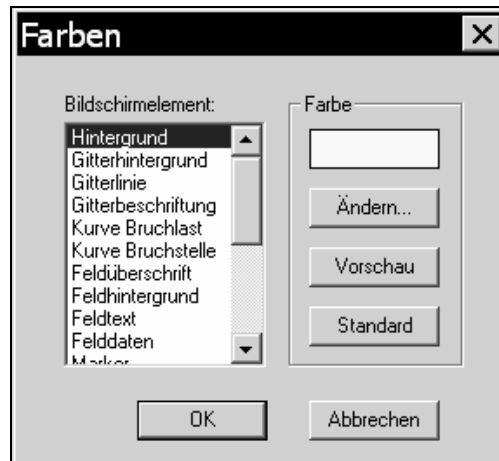 Farben
Bildschirmelement:
Farbe
Hintergrund
Gitterhintergrund
Gitterlinie
Gitterbeschriftung
Kurve Bruchlast
Kurve Bruchstelle
Feldüberschrift
Feldhintergrund
Feldtext
Felddaten
Marker
Ändern...
Vorschau
Standard
OK
Abbrechen